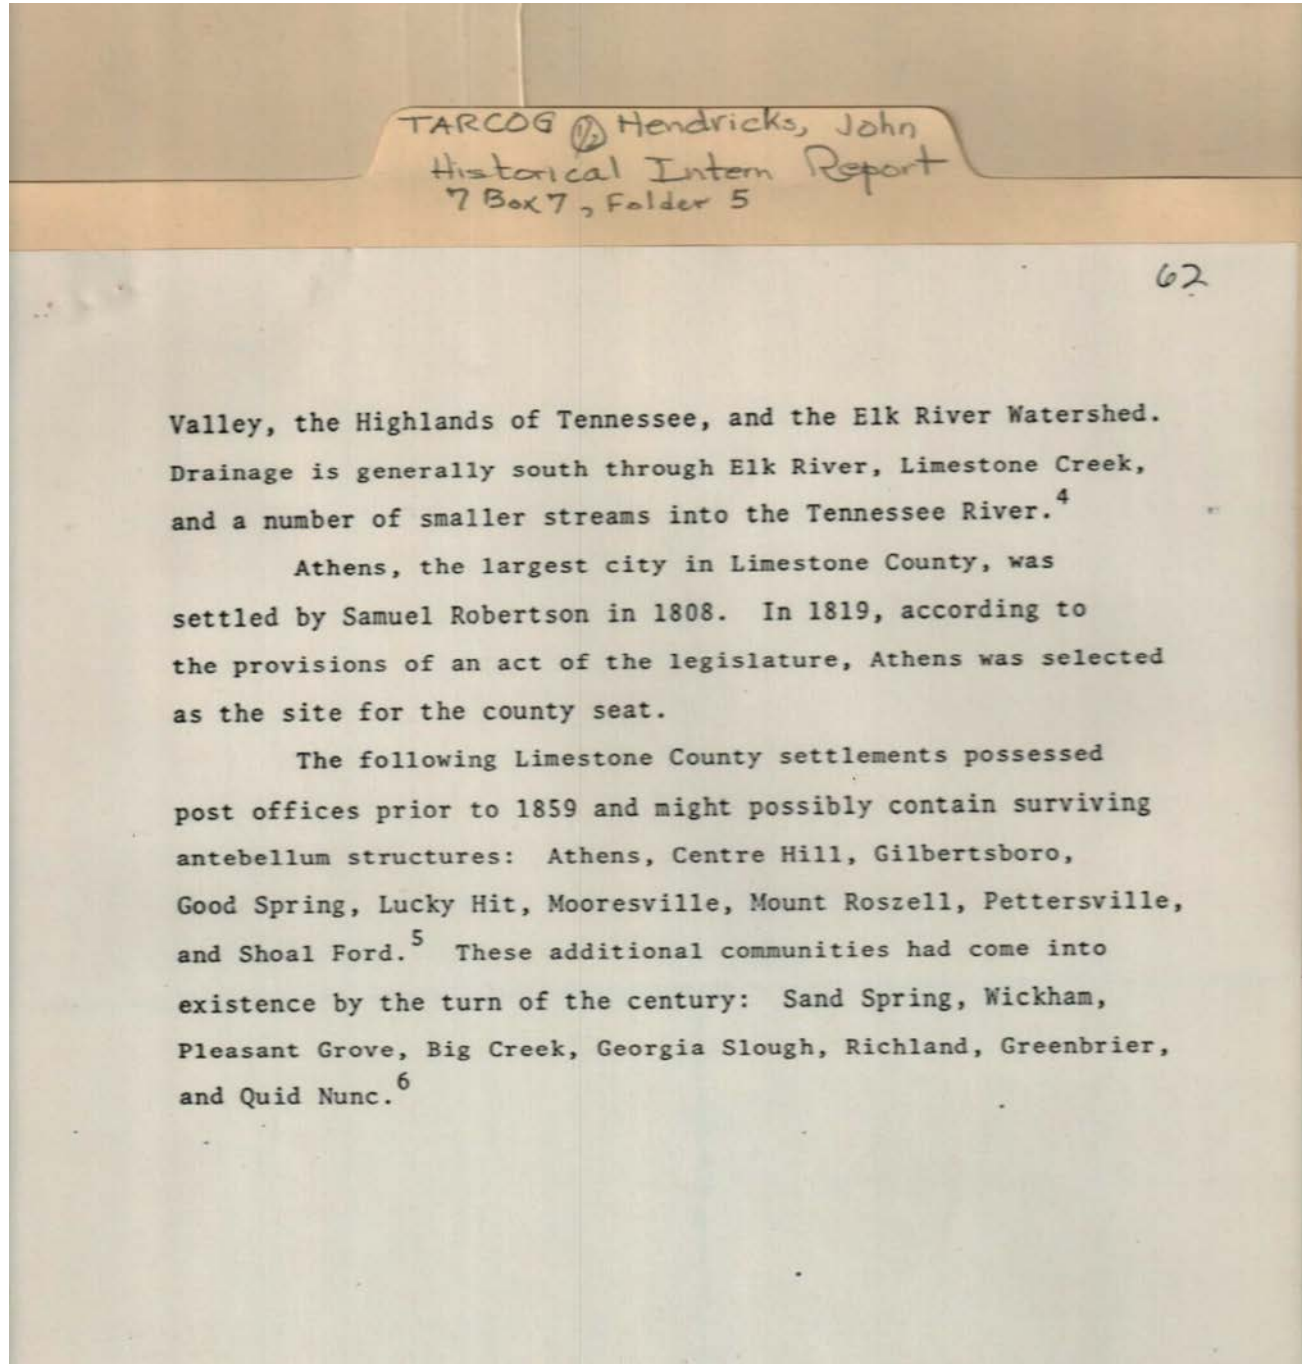 TARCOG 1/2 Hendricks, John
Historical Intern Report
7 Box 7, Folder 5
62
Valley, the Highlands of Tennessee, and the Elk River Watershed.
Drainage is generally south through Elk River, Limestone Creek,
and a number of smaller streams into the Tennessee River.4
Athens, the largest city in Limestone County, was
settled by Samuel Robertson in 1808. In 1819, according to
the provisions of an act of the legislature, Athens was selected
as the site for the county seat.
The following Limestone County settlements possessed
post offices prior to 1859 and might possibly contain surviving
antebellum structures: Athens, Centre Hill, Gilbertsboro,
Good Spring, Lucky Hit, Mooresville, Mount Roszell, Pettersville,
and Shoal Ford.5 These additional communities had come into
existence by the turn of the century: Sand Spring, Wickham,
Pleasant Grove, Big Creek, Georgia Slough, Richland, Greenbrier,
and Quid Nunc.6